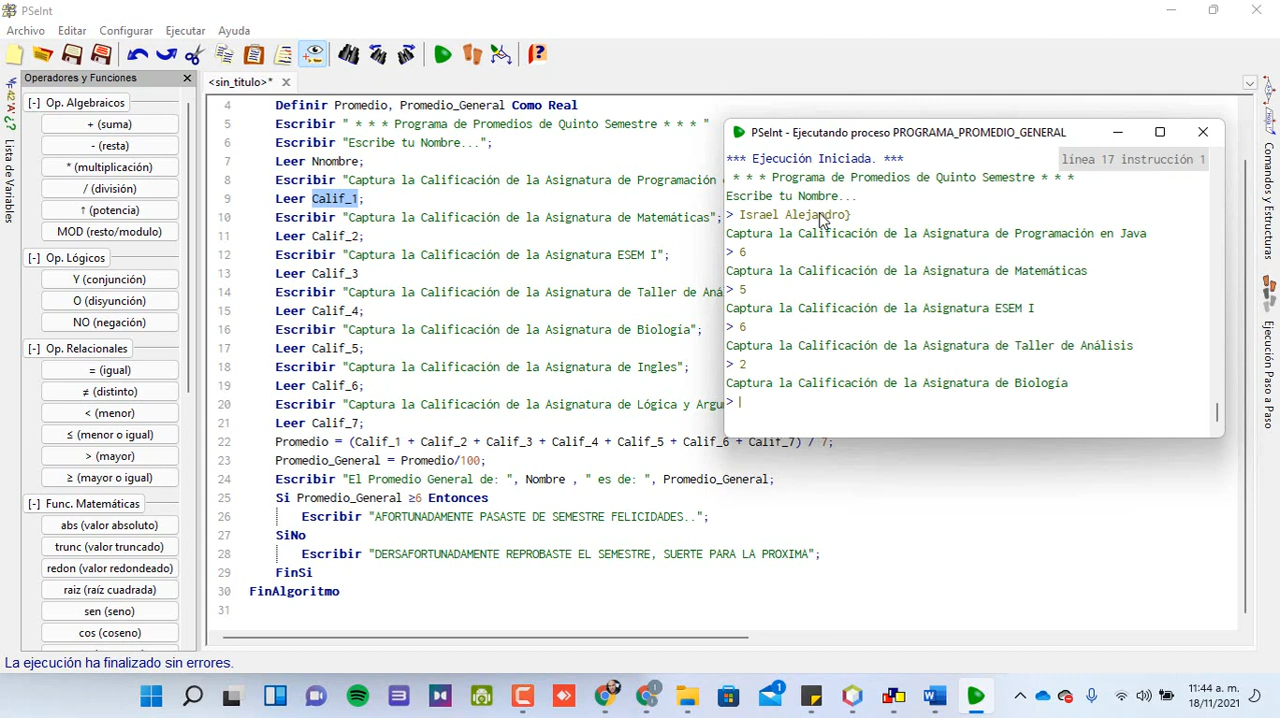 PSeInt
Archivo Editar Configurar Ejecutar Ayuda
Operadores y Funciones
<sin_titulo>*
Lista de Variables
[-] Op. Algebraicos
+ (suma)
- (resta)
* (multiplicación)
/ (división)
↑ (potencia)
MOD (resto/modulo)
[-] Op. Lógicos
Y (conjunción)
O (disyunción)
NO (negación)
[-] Op. Relacionales
= (igual)
≠ (distinto)
< (menor)
≤ (menor o igual)
> (mayor)
≥ (mayor o igual)
[-] Func. Matemáticas
abs (valor absoluto)
trunc (valor truncado)
redon (valor redondeado)
raiz (raíz cuadrada)
sen (seno)
cos (coseno)
4 Definir Promedio, Promedio_General Como Real
5 Escribir " * * * Programa de Promedios de Quinto Semestre * * * "
6 Escribir "Escribe tu Nombre...";
7 Leer Nnombre;
8 Escribir "Captura la Calificación de la Asignatura de Programación
9 Leer Calif_1;
10 Escribir "Captura la Calificación de la Asignatura de Matemáticas";
11 Leer Calif_2;
12 Escribir "Captura la Calificación de la Asignatura ESEM I";
13 Leer Calif_3
14 Escribir "Captura la Calificación de la Asignatura de Taller de Aná
15 Leer Calif_4;
16 Escribir "Captura la Calificación de la Asignatura de Biología";
17 Leer Calif_5;
18 Escribir "Captura la Calificación de la Asignatura de Ingles";
19 Leer Calif_6;
20 Escribir "Captura la Calificación de la Asignatura de Lógica y Argu
21 Leer Calif_7;
22 Promedio = (Calif_1 + Calif_2 + Calif_3 + Calif_4 + Calif_5 + Calif_6 + Calif_7) / 7;
23 Promedio_General = Promedio/100;
24 Escribir "El Promedio General de: ", Nombre , " es de: ", Promedio_General;
25 Si Promedio_General ≥6 Entonces
26 Escribir "AFORTUNADAMENTE PASASTE DE SEMESTRE FELICIDADES..";
27 SiNo
28 Escribir "DERSAFORTUNADAMENTE REPROBASTE EL SEMESTRE, SUERTE PARA LA PROXIMA";
29 FinSi
30 FinAlgoritmo
31
PSeInt - Ejecutando proceso PROGRAMA_PROMEDIO_GENERAL
*** Ejecución Iniciada. ***
línea 17 instrucción 1
* * * Programa de Promedios de Quinto Semestre * * *
Escribe tu Nombre...
> Israel Alejandro}
Captura la Calificación de la Asignatura de Programación en Java
> 6
Captura la Calificación de la Asignatura de Matemáticas
> 5
Captura la Calificación de la Asignatura ESEM I
> 6
Captura la Calificación de la Asignatura de Taller de Análisis
> 2
Captura la Calificación de la Asignatura de Biología
>
Comandos y Estructuras
Ejecución Paso a Paso
La ejecución ha finalizado sin errores.
11:44 a. m.
18/11/2021